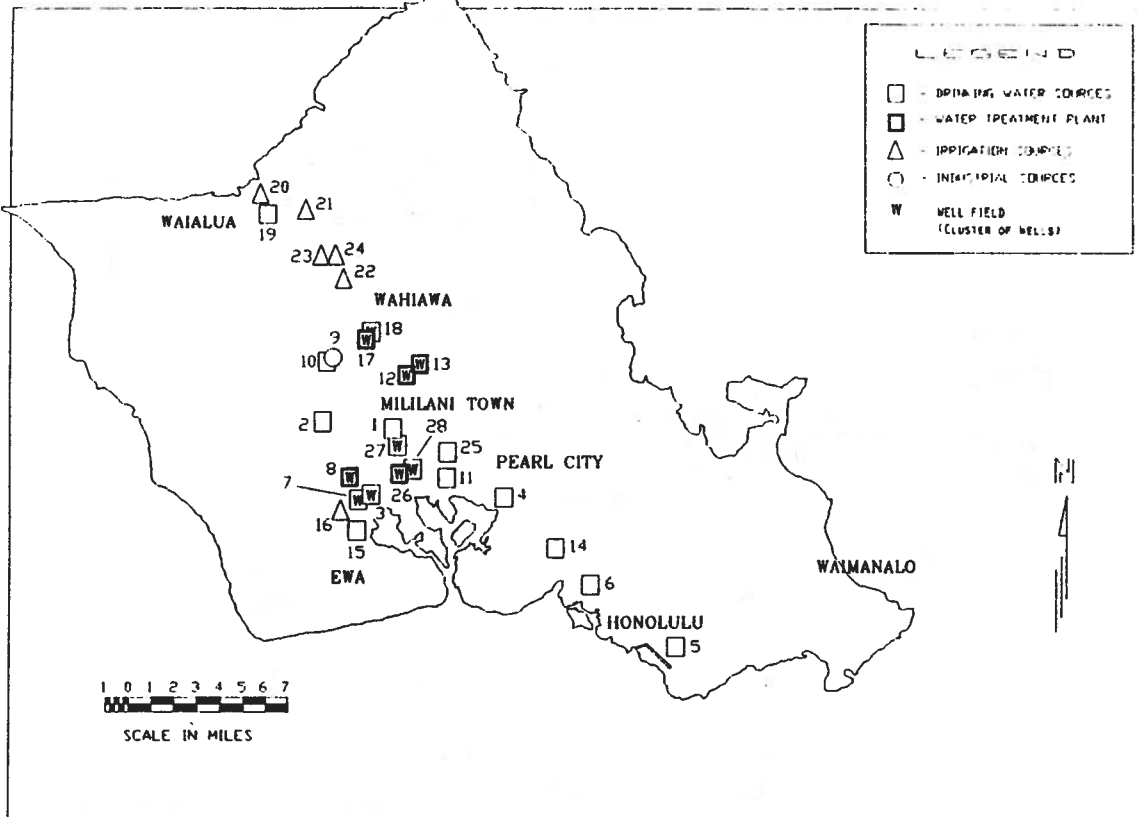 LEGEND
- DRINKING WATER SOURCES
- WATER TREATMENT PLANT
- IRRIGATION SOURCES
- INDUSTRIAL SOURCES
W WELL FIELD
(CLUSTER OF WELLS)
20
21
WAIALUA
19
23 24
22
WAHIAWA
W 18
W
9
17
10
W 13
12 W
MILILANI TOWN
2
1
28
27 W
25
PEARL CITY
8 W
W W
11
7
26
4
W W
3
16
15
14
EWA
WAIMANALO
6
HONOLULU
5
N
1 0 1 2 3 4 5 6 7
SCALE IN MILES